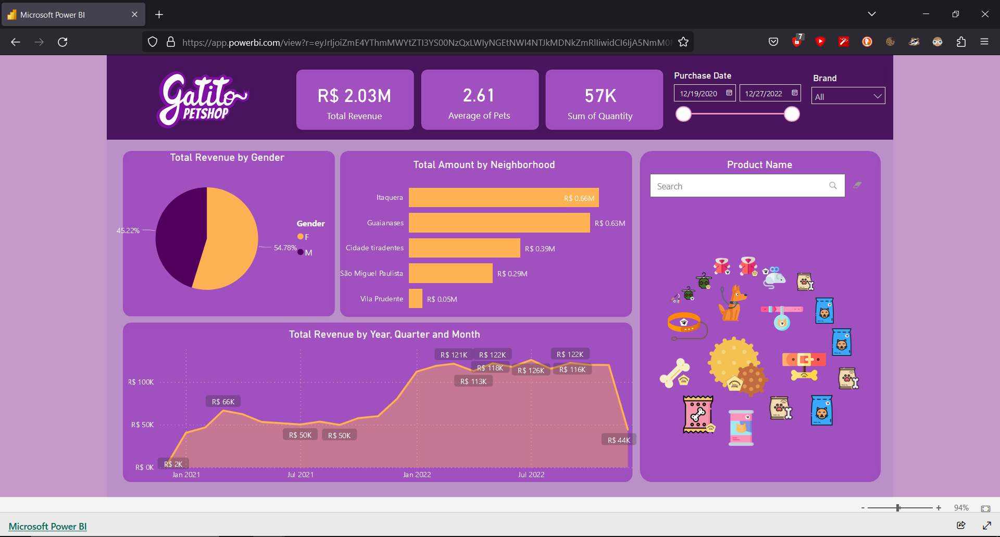 Microsoft Power BI
https://app.powerbi.com/view?r=eyJrIjoiZmE4YThmMWYtZTI3YS00NzQxLWIyNGEtNWI4NTJkMDNkZmRlIiwidCI6IjA5NmM0
7
Gatito
PETSHOP
R$ 2.03M
Total Revenue
2.61
Average of Pets
57K
Sum of Quantity
Purchase Date
12/19/2020
12/27/2022
Brand
All
Total Revenue by Gender
45.22%
54.78%
Gender
F
M
Total Amount by Neighborhood
Itaquera
R$ 0.66M
Guaianases
R$ 0.63M
Cidade tiradentes
R$ 0.39M
São Miguel Paulista
R$ 0.29M
Vila Prudente
R$ 0.05M
Product Name
Search
Total Revenue by Year, Quarter and Month
R$ 121K
R$ 122K
R$ 122K
R$ 118K
R$ 126K
R$ 116K
R$ 113K
R$ 100K
R$ 66K
R$ 50K
R$ 50K
R$ 50K
R$ 44K
R$ 0K
R$ 2K
Jan 2021
Jul 2021
Jan 2022
Jul 2022
- + 94%
Microsoft Power BI